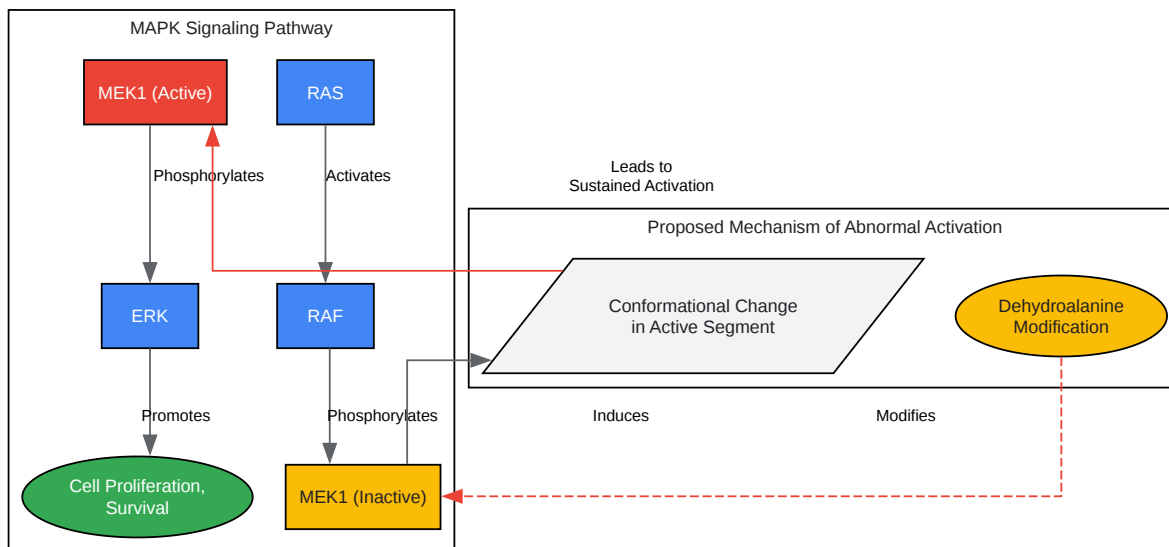 MAPK Signaling Pathway
MEK1 (Active)
RAS
Phosphorylates
Activates
Leads to
Sustained Activation
Proposed Mechanism of Abnormal Activation
Conformational Change
in Active Segment
Dehydroalanine
Modification
ERK
RAF
Promotes
Phosphorylates
Induces
Modifies
Cell Proliferation,
Survival
MEK1 (Inactive)